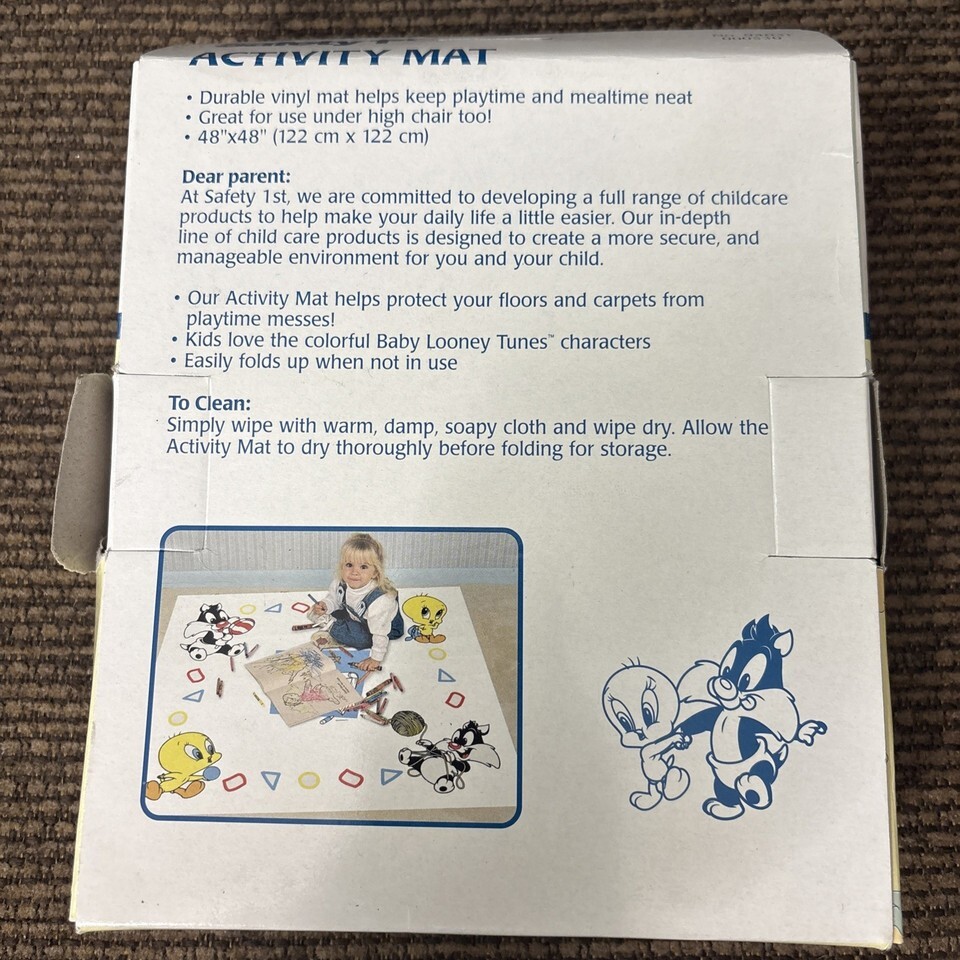 ACTIVITY MAT
• Durable vinyl mat helps keep playtime and mealtime neat
• Great for use under high chair too!
• 48"x48" (122 cm x 122 cm)
Dear parent:
At Safety 1st, we are committed to developing a full range of childcare
products to help make your daily life a little easier. Our in-depth
line of child care products is designed to create a more secure, and
manageable environment for you and your child.
• Our Activity Mat helps protect your floors and carpets from
playtime messes!
• Kids love the colorful Baby Looney Tunes™ characters
• Easily folds up when not in use
To Clean:
Simply wipe with warm, damp, soapy cloth and wipe dry. Allow the
Activity Mat to dry thoroughly before folding for storage.